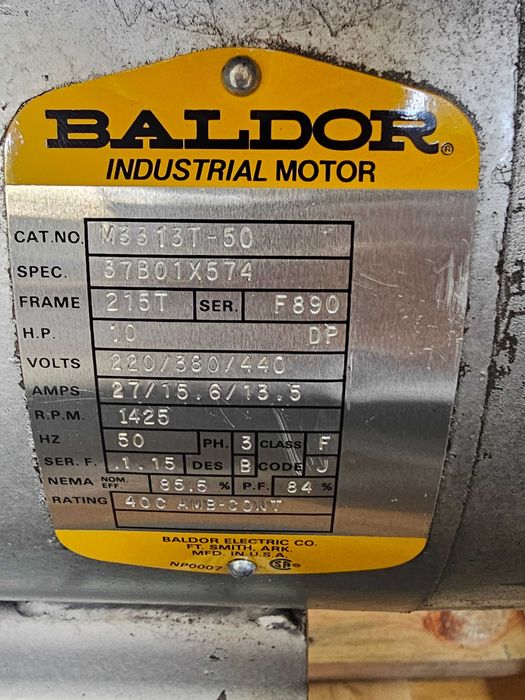 BALDOR®
INDUSTRIAL MOTOR
CAT.NO. M3313T-50
SPEC. 37B01X574
FRAME 215T SER. F890
H.P. 10 DP
VOLTS 220/380/440
AMPS 27/15.6/13.5
R.P.M. 1425
HZ 50 PH. 3 CLASS F
SER. F. 1.15 DES B CODE J
NEMA NOM. EFF. 85.5 % P.F. 84 %
RATING 40C AMB-CONT
BALDOR ELECTRIC CO.
FT. SMITH, ARK.
MFD. IN U.S.A.
NP0007 SA®